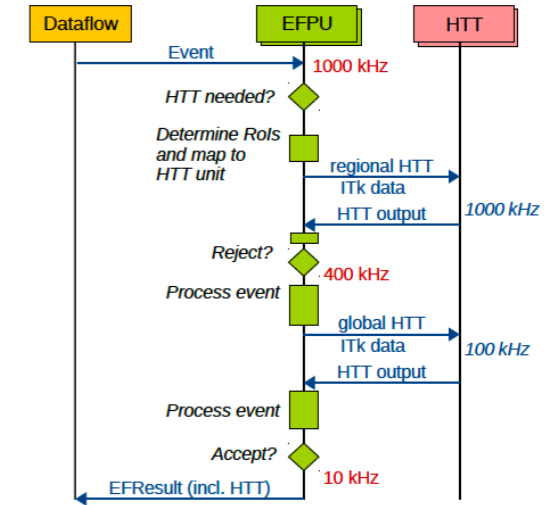 Dataflow
EFPU
HTT
Event
1000 kHz
HTT needed?
Determine RoIs
and map to
HTT unit
regional HTT
ITk data
HTT output
1000 kHz
Reject?
400 kHz
Process event
global HTT
ITk data
100 kHz
HTT output
Process event
Accept?
10 kHz
EFResult (incl. HTT)